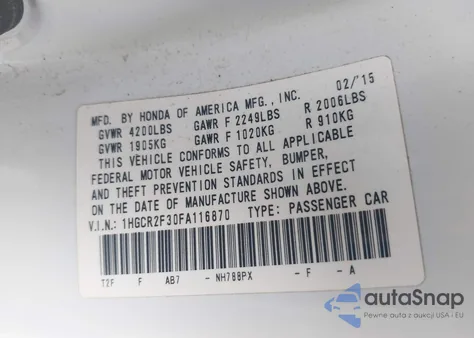 MFD. BY HONDA OF AMERICA MFG., INC. 02/'15
GVWR 4200LBS GAWR F 2249LBS R 2006LBS
GVWR 1905KG GAWR F 1020KG R 910KG
THIS VEHICLE CONFORMS TO ALL APPLICABLE
FEDERAL MOTOR VEHICLE SAFETY, BUMPER,
AND THEFT PREVENTION STANDARDS IN EFFECT
ON THE DATE OF MANUFACTURE SHOWN ABOVE.
V.I.N.: 1HGCR2F30FA116870 TYPE: PASSENGER CAR
T2F F AB7 - NH788PX - F - A
autoSnap
Pewne auta z aukcji USA i EU